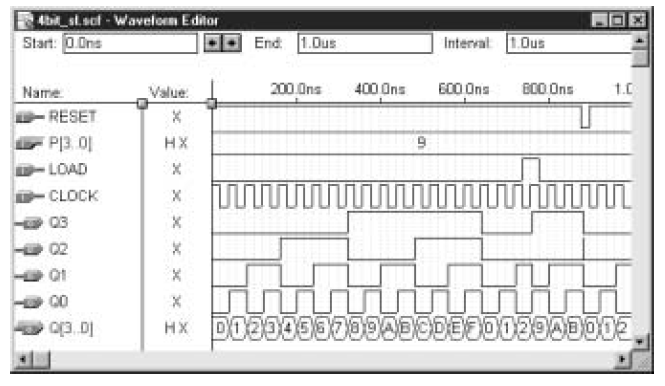 4bit_sl.scf - Waveform Editor
Start: 0.0ns End: 1.0us Interval: 1.0us
Name: Value: 200.0ns 400.0ns 600.0ns 800.0ns 1.0
RESET X
P[3..0] H X 9
LOAD X
CLOCK X
Q3 X
Q2 X
Q1 X
Q0 X
Q[3..0] H X 0 1 2 3 4 5 6 7 8 9 A B C D E F 0 1 2 9 A B 0 1 2